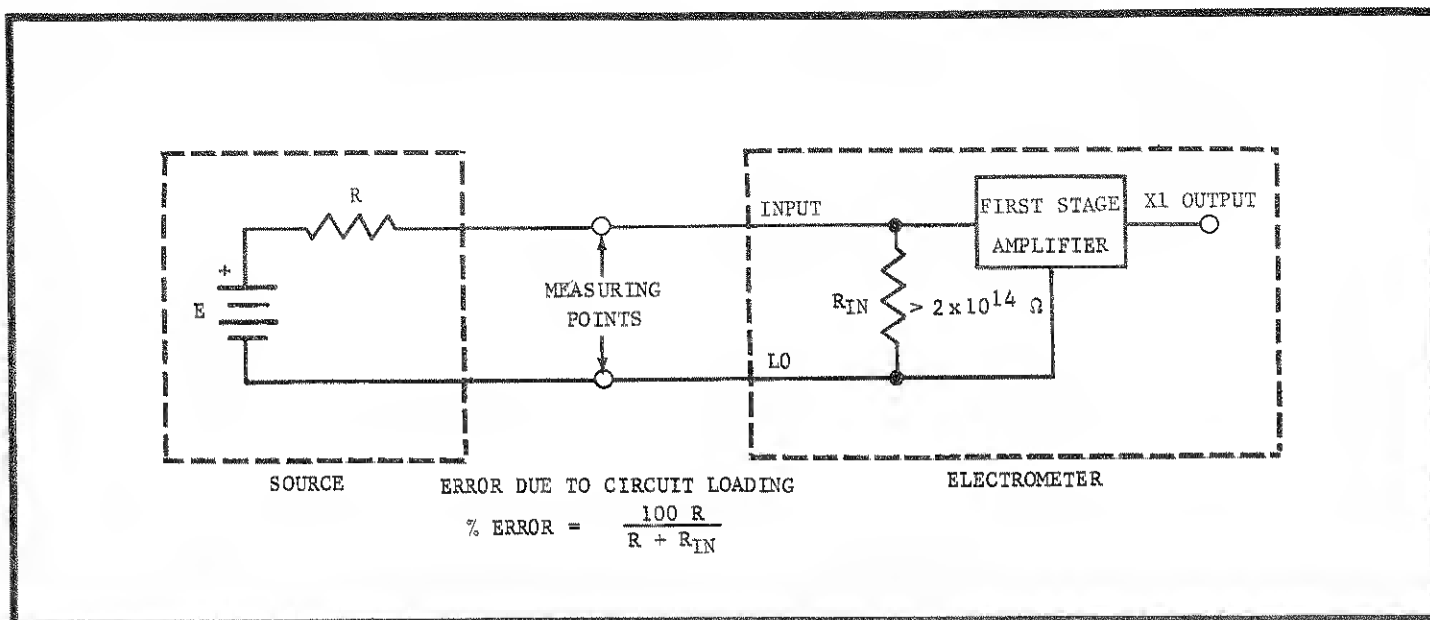 R
+
E
SOURCE
MEASURING
POINTS
INPUT
LO
R_IN > 2 x 10^14 Ω
FIRST STAGE
AMPLIFIER
X1 OUTPUT
ELECTROMETER
ERROR DUE TO CIRCUIT LOADING
% ERROR = 100 R / R + R_IN